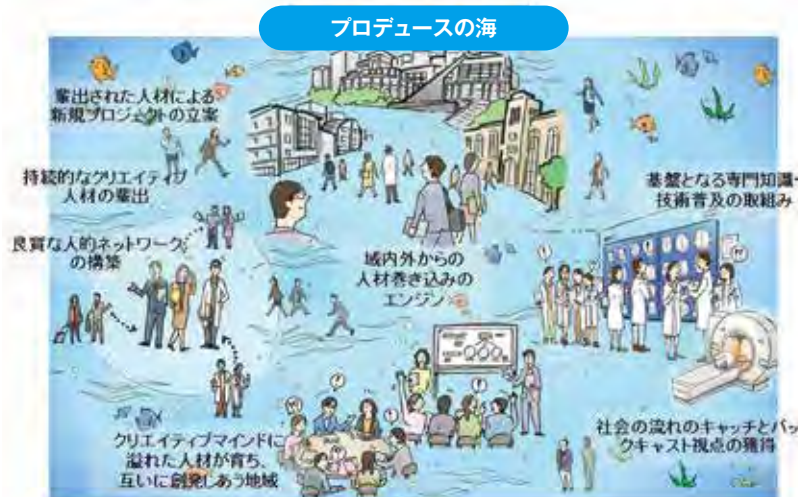 プロデュースの海
輩出された人材による
新規プロジェクトの立案
持続的なクリエイティブ
人材の輩出
基盤となる専門知識・
技術普及の取組み
良質な人的ネットワーク
の構築
域内外からの
人材巻き込みの
エンジン
社会の流れのキャッチとバッ
クキャスト視点の獲得
クリエイティブマインドに
溢れた人材が育ち、
互いに創発しあう地域